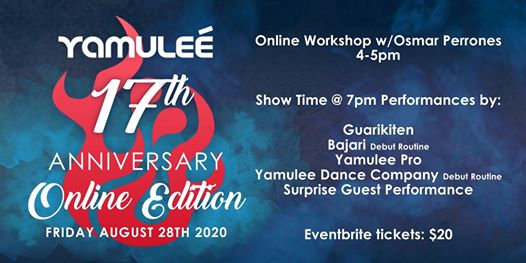 YAMULEÉ
17th
ANNIVERSARY
Online Edition
FRIDAY AUGUST 28TH 2020
Online Workshop w/Osmar Perrones
4-5pm
Show Time @ 7pm Performances by:
Guarikiten
Bajari Debut Routine
Yamulee Pro
Yamulee Dance Company Debut Routine
Surprise Guest Performance
Eventbrite tickets: $20